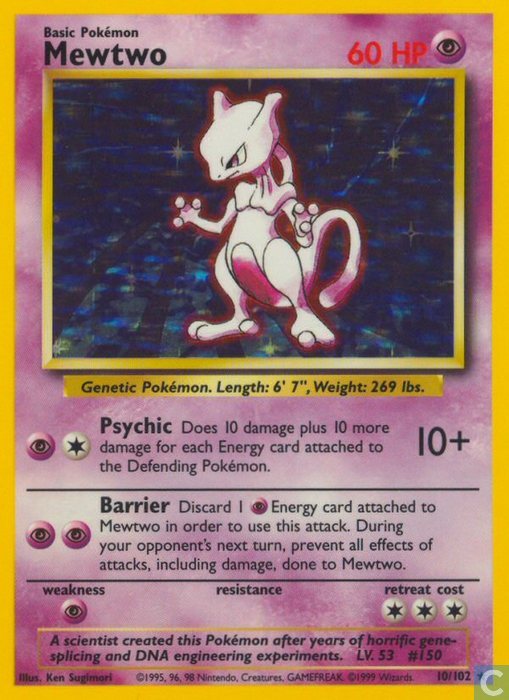 Basic Pokémon
Mewtwo 60 HP
Genetic Pokémon. Length: 6' 7", Weight: 269 lbs.
Psychic Does 10 damage plus 10 more
damage for each Energy card attached to
the Defending Pokémon.
10+
Barrier Discard 1 Energy card attached to
Mewtwo in order to use this attack. During
your opponent's next turn, prevent all effects of
attacks, including damage, done to Mewtwo.
weakness resistance retreat cost
A scientist created this Pokémon after years of horrific gene-
splicing and DNA engineering experiments. LV. 53 #150
Illus. Ken Sugimori ©1995, 96, 98 Nintendo, Creatures, GAMEFREAK. ©1999 Wizards. 10/102
C